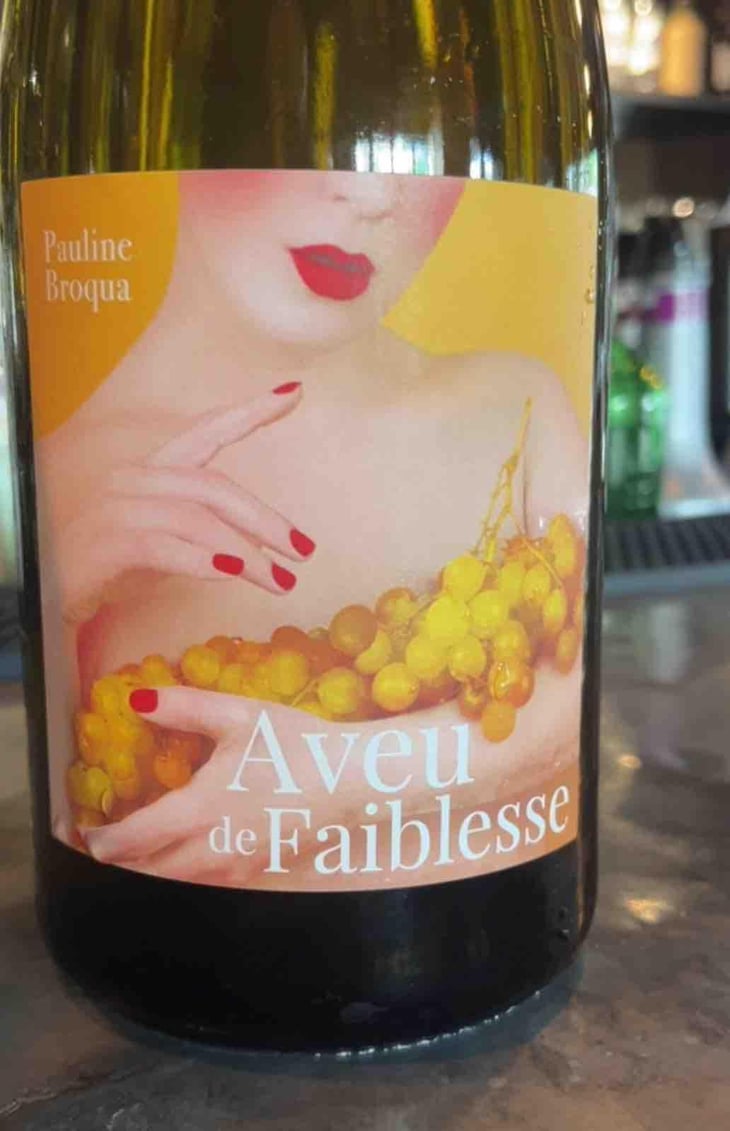 Pauline
Broqua
Aveu
de Faiblesse